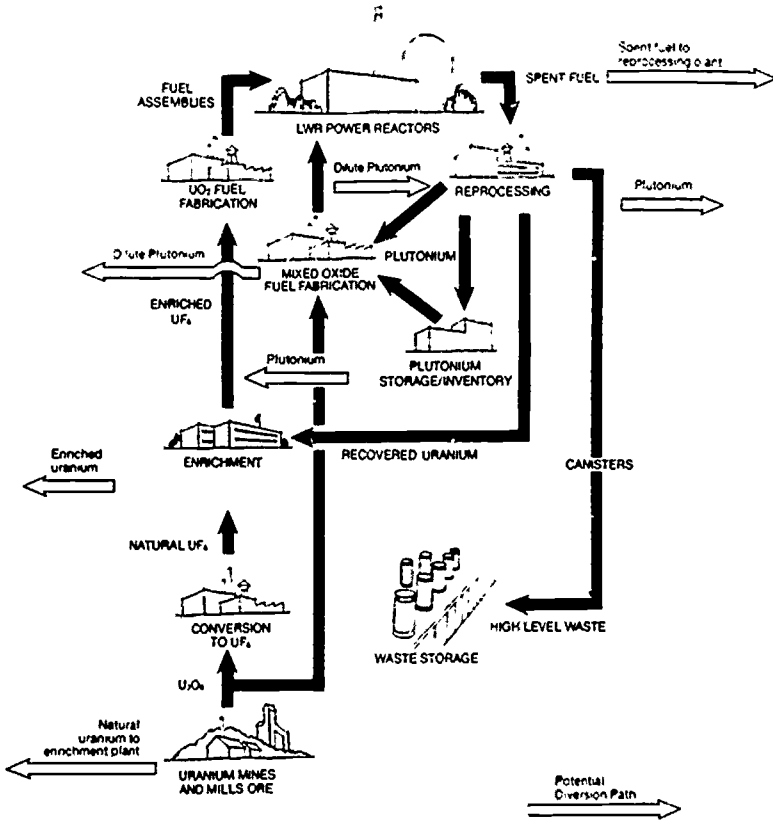 Spent fuel to
reprocessing plant
FUEL
ASSEMBLIES
SPENT FUEL
LWR POWER REACTORS
Dilute Plutonium
REPROCESSING
UO₂ FUEL
FABRICATION
Plutonium
Dilute Plutonium
PLUTONIUM
MIXED OXIDE
FUEL FABRICATION
ENRICHED
UF₆
Plutonium
PLUTONIUM
STORAGE/INVENTORY
Enriched
uranium
ENRICHMENT
RECOVERED URANIUM
CANISTERS
NATURAL UF₆
CONVERSION
TO UF₆
HIGH LEVEL WASTE
WASTE STORAGE
U₃O₈
Natural
uranium to
enrichment plant
URANIUM MINES
AND MILLS ORE
Potential
Diversion Path